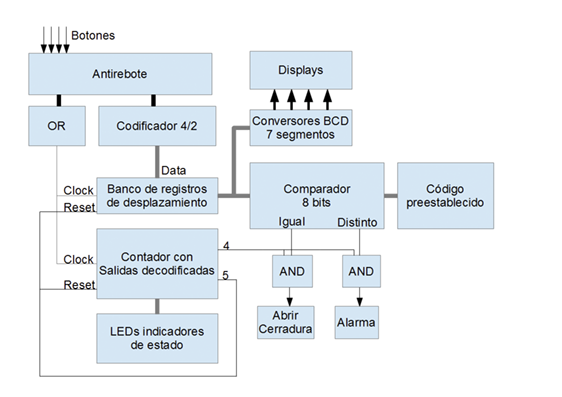 Botones
Antirebote
Displays
OR
Codificador 4/2
Conversores BCD
7 segmentos
Data
Clock
Reset
Banco de registros
de desplazamiento
Comparador
8 bits
Igual
Distinto
Código
preestablecido
Clock
Reset
Contador con
Salidas decodificadas
4
5
AND
AND
LEDs indicadores
de estado
Abrir
Cerradura
Alarma